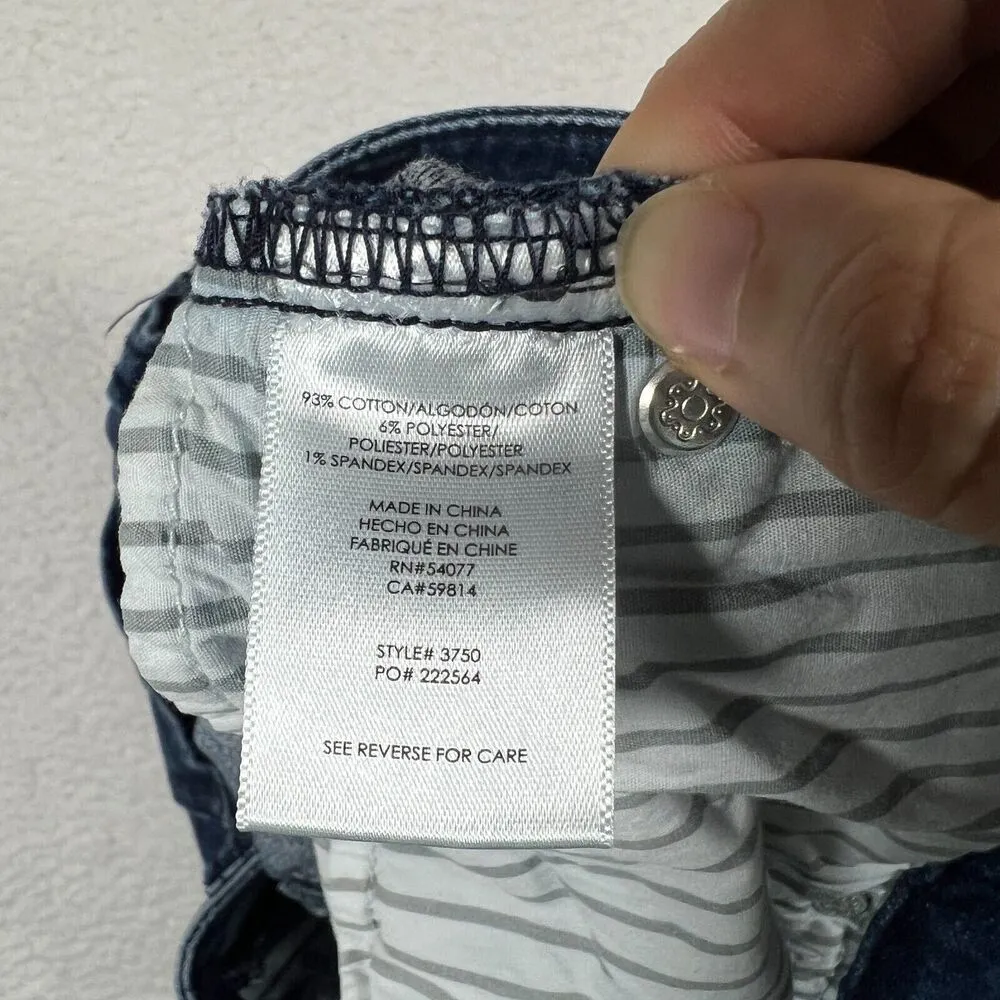 93% COTTON/ALGODÓN/COTON
6% POLYESTER/
POLIESTER/POLYESTER
1% SPANDEX/SPANDEX/SPANDEX
MADE IN CHINA
HECHO EN CHINA
FABRIQUÉ EN CHINE
RN#54077
CA#59814
STYLE# 3750
PO# 222564
SEE REVERSE FOR CARE